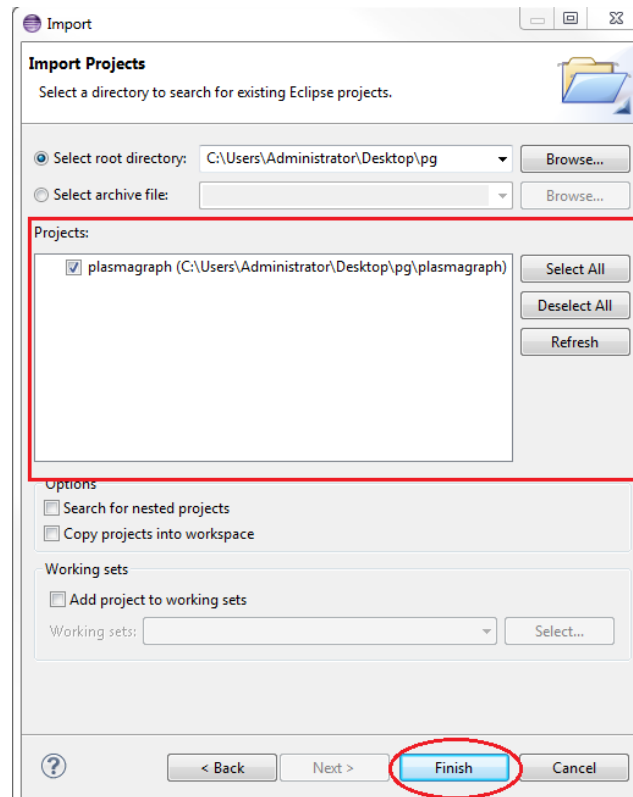 Import
Import Projects
Select a directory to search for existing Eclipse projects.
Select root directory: C:\Users\Administrator\Desktop\pg Browse...
Select archive file: Browse...
Projects:
plasmagraph (C:\Users\Administrator\Desktop\pg\plasmagraph) Select All
Deselect All
Refresh
Options
Search for nested projects
Copy projects into workspace
Working sets
Add project to working sets
Working sets: Select...
? < Back Next > Finish Cancel